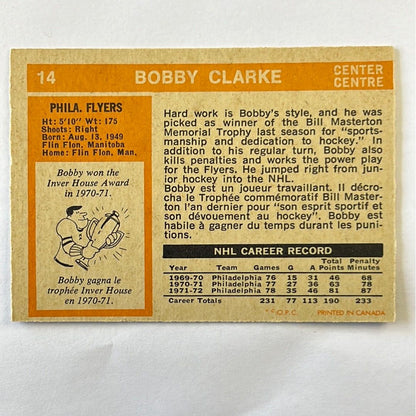 14
BOBBY CLARKE
CENTER
CENTRE
PHILA. FLYERS
Ht: 5'10" Wt: 175
Shoots: Right
Born: Aug. 13, 1949
Flin Flon, Manitoba
Home: Flin Flon, Man.
Bobby won the
Inver House Award
in 1970-71.
Bobby gagna le
trophée Inver House
en 1970-71.
Hard work is Bobby's style, and he was
picked as winner of the Bill Masterton
Memorial Trophy last season for "sports-
manship and dedication to hockey." In
addition to his regular turn, Bobby also
kills penalties and works the power play
for the Flyers. He jumped right from jun-
ior hockey into the NHL.
Bobby est un joueur travaillant. Il décro-
cha le Trophée commémoratif Bill Master-
ton l'an dernier pour "son esprit sportif et
son dévouement au hockey". Bobby est
habile à gagner du temps durant les puni-
tions.
NHL CAREER RECORD
Total Penalty
Year Team Games G A Points Minutes
1969-70 Philadelphia 76 15 31 46 68
1970-71 Philadelphia 77 27 36 63 78
1971-72 Philadelphia 78 35 46 81 87
Career Totals 231 77 113 190 233
* © O.P.C. PRINTED IN CANADA